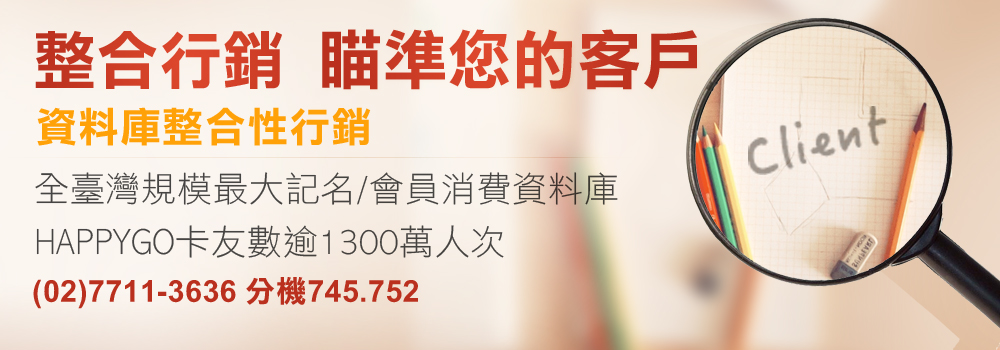 整合行銷 瞄準您的客戶
資料庫整合性行銷
全臺灣規模最大記名/會員消費資料庫
HAPPYGO卡友數逾1300萬人次
(02)7711-3636 分機745.752
Client